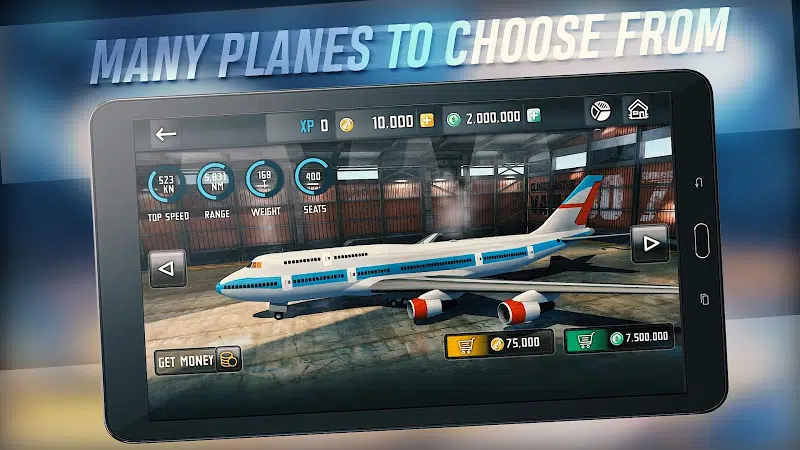 MANY PLANES TO CHOOSE FROM
XP 0 10,000 2,000,000
523 KN
5,831 NM
168
400
TOP SPEED RANGE WEIGHT SEATS
GET MONEY 75,000 7,500,000